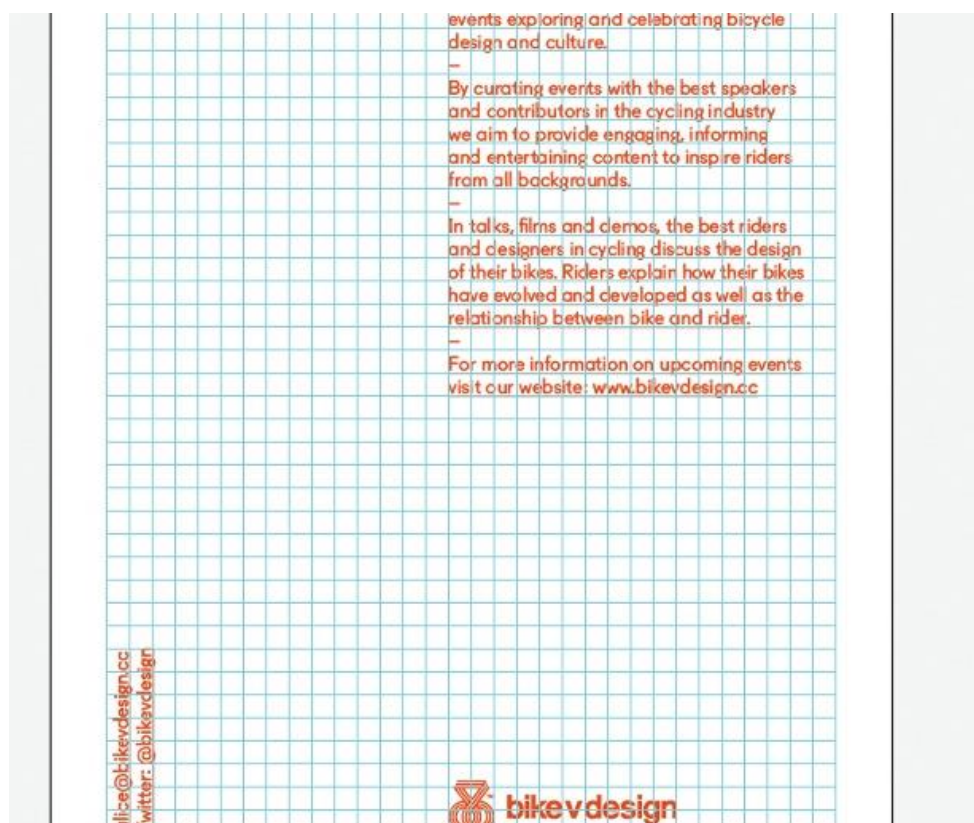 events exploring and celebrating bicycle
design and culture.
—
By curating events with the best speakers
and contributors in the cycling industry
we aim to provide engaging, informing
and entertaining content to inspire riders
from all backgrounds.
—
In talks, films and demos, the best riders
and designers in cycling discuss the design
of their bikes. Riders explain how their bikes
have evolved and developed as well as the
relationship between bike and rider.
—
For more information on upcoming events
visit our website: www.bikevdesign.cc
alice@bikevdesign.cc
Twitter: @bikevdesign
bikevdesign